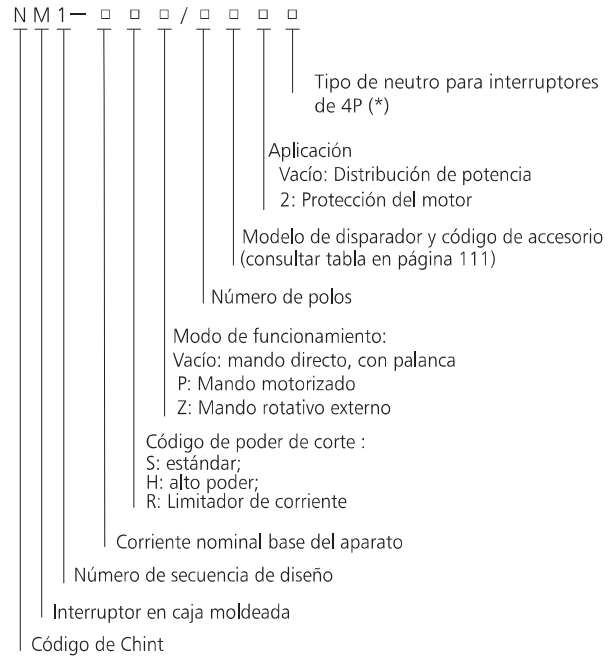 N M 1 — □ □ □ / □ □ □ □
Tipo de neutro para interruptores
de 4P (*)
Aplicación
Vacío: Distribución de potencia
2: Protección del motor
Modelo de disparador y código de accesorio
(consultar tabla en página 111)
Número de polos
Modo de funcionamiento:
Vacío: mando directo, con palanca
P: Mando motorizado
Z: Mando rotativo externo
Código de poder de corte :
S: estándar;
H: alto poder;
R: Limitador de corriente
Corriente nominal base del aparato
Número de secuencia de diseño
Interruptor en caja moldeada
Código de Chint